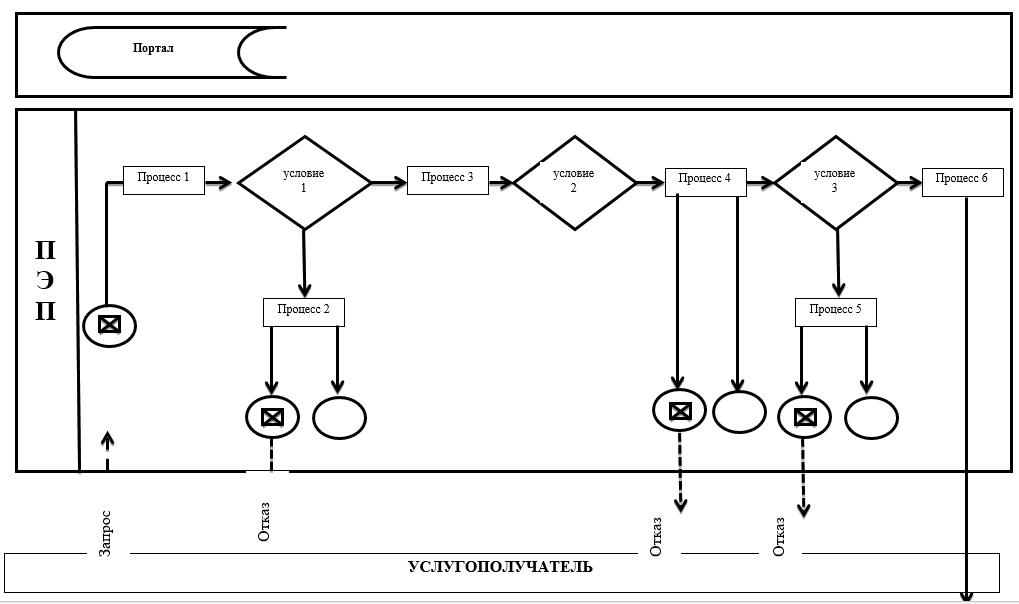 Портал
Процесс 1
условие
1
Процесс 3
условие
2
Процесс 4
условие
3
Процесс 6
П
Э
П
Процесс 2
Процесс 5
Запрос
Отказ
Отказ
Отказ
УСЛУГОПОЛУЧАТЕЛЬ